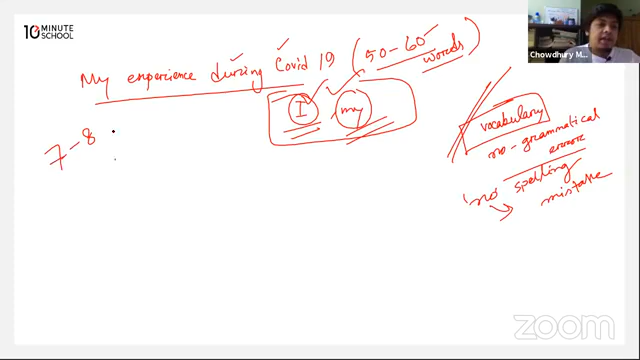 10 MINUTE SCHOOL
Chowdhury M...
My experience during Covid 19 (50-60 words)
I my
vocabulary
no-grammatical
error
no spelling
mistake
7-8
zoom